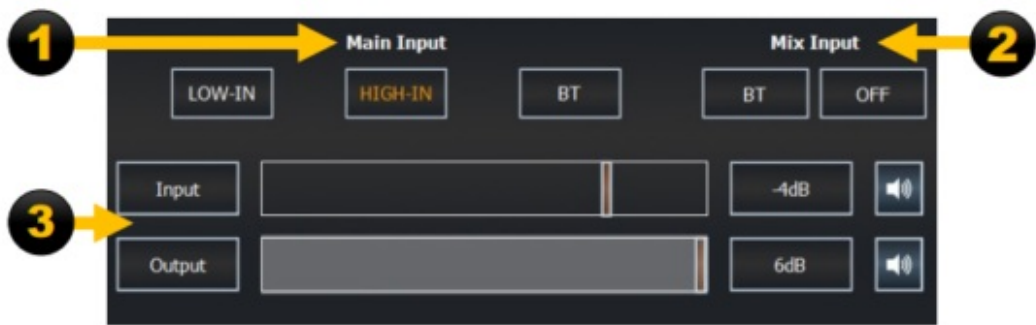 1 Main Input Mix Input 2
LOW-IN HIGH-IN BT BT OFF
Input -4dB
3
Output 6dB